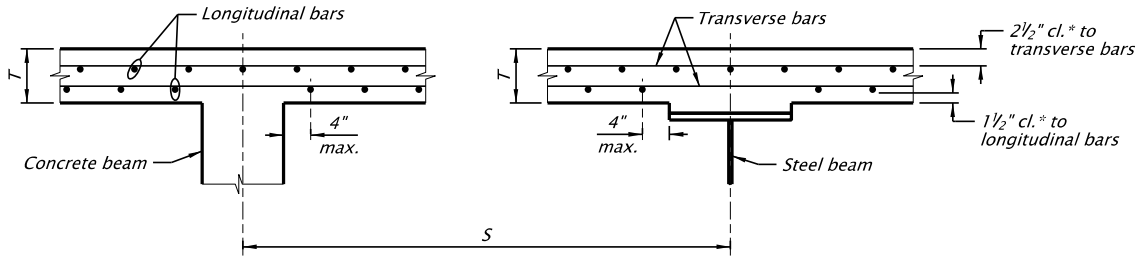 Longitudinal bars
Transverse bars
2½" cl.* to
transverse bars
T
T
4"
max.
4"
max.
1½" cl.* to
longitudinal bars
Concrete beam
Steel beam
S